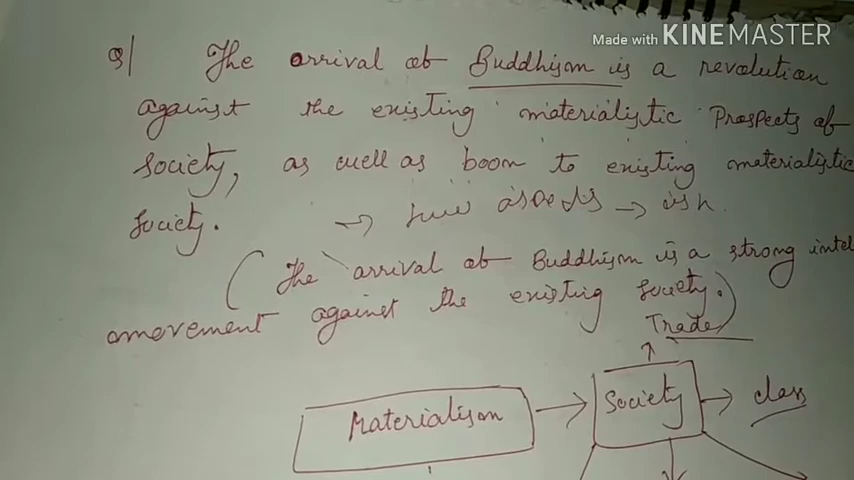 Made with KINEMASTER
Q/ The arrival of Buddhism is a revolution
against the existing materialistic Prospects of
society, as well as boom to existing materialistic
society. → → ask
(The arrival of Buddhism is a strong intel
movement against the existing society.)
Trade
Materialism → Society → class